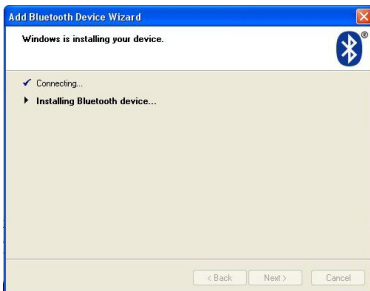 Add Bluetooth Device Wizard
Windows is installing your device.
®
Connecting...
Installing Bluetooth device...
< Back Next > Cancel